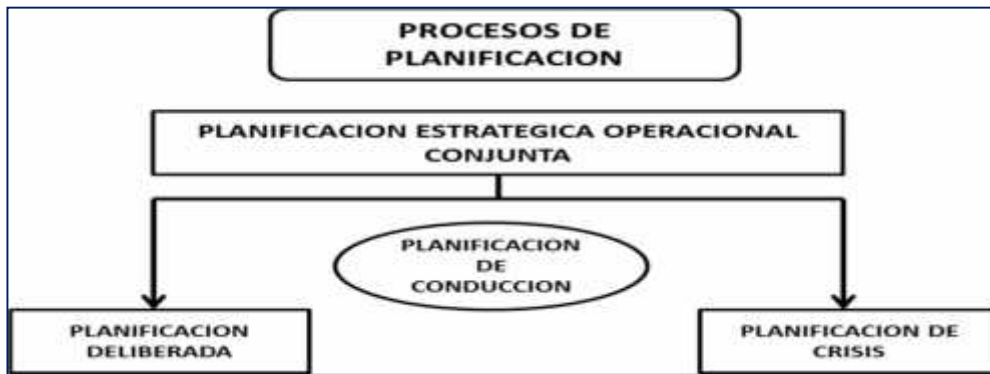 PROCESOS DE
PLANIFICACION
PLANIFICACION ESTRATEGICA OPERACIONAL
CONJUNTA
PLANIFICACION
DE
CONDUCCION
PLANIFICACION
DELIBERADA
PLANIFICACION DE
CRISIS